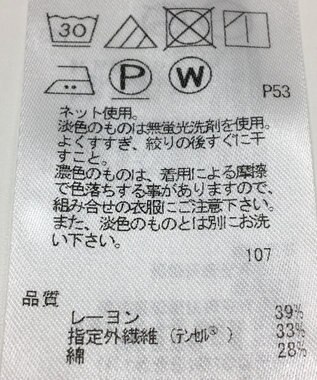 30
P W
P53
ネット使用。
淡色のものは無蛍光洗剤を使用。
よくすすぎ、絞りの後すぐに干
すこと。
濃色のものは、着用による摩擦
で色落ちする事がありますので、
組み合せの衣服にご注意下さい。
また、淡色のものとは別にお洗
い下さい。
107
品質
レーヨン 39%
指定外繊維(テンセル®) 33%
綿 28%